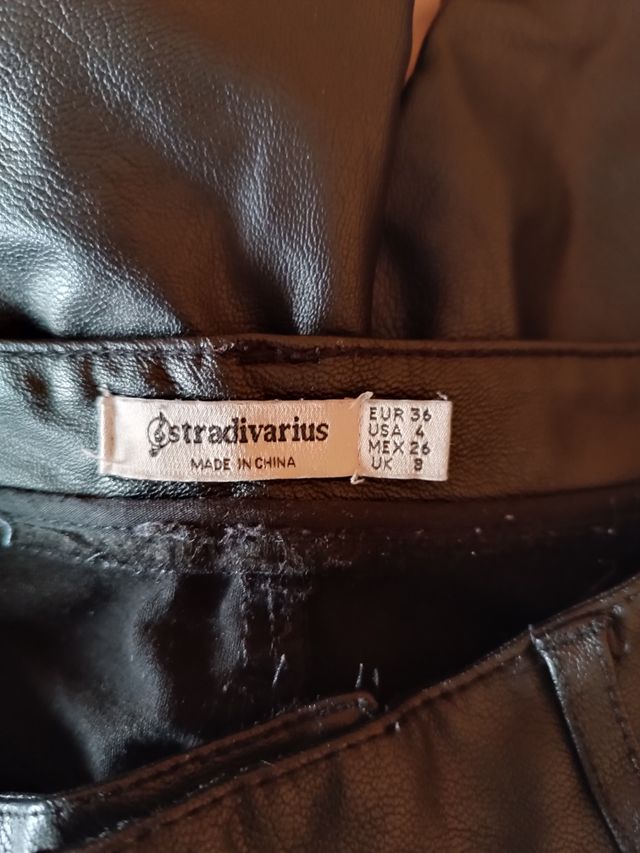 stradivarius
MADE IN CHINA
EUR 36
USA 4
MEX 26
UK 8